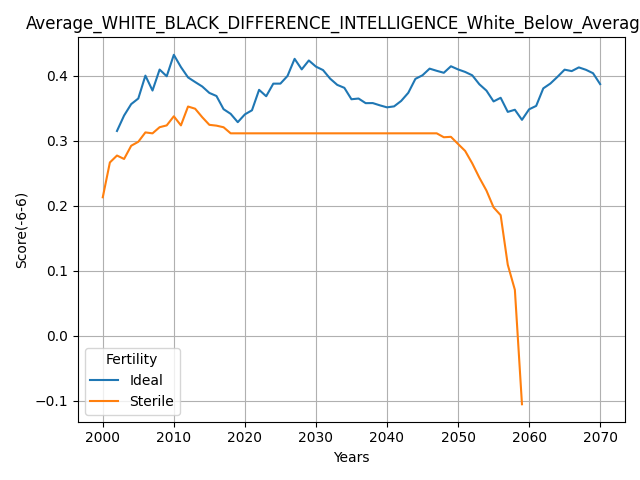 Average_WHITE_BLACK_DIFFERENCE_INTELLIGENCE_White_Below_Averag
Score(-6-6)
0.4
0.3
0.2
0.1
0.0
−0.1
Fertility
Ideal
Sterile
2000 2010 2020 2030 2040 2050 2060 2070
Years